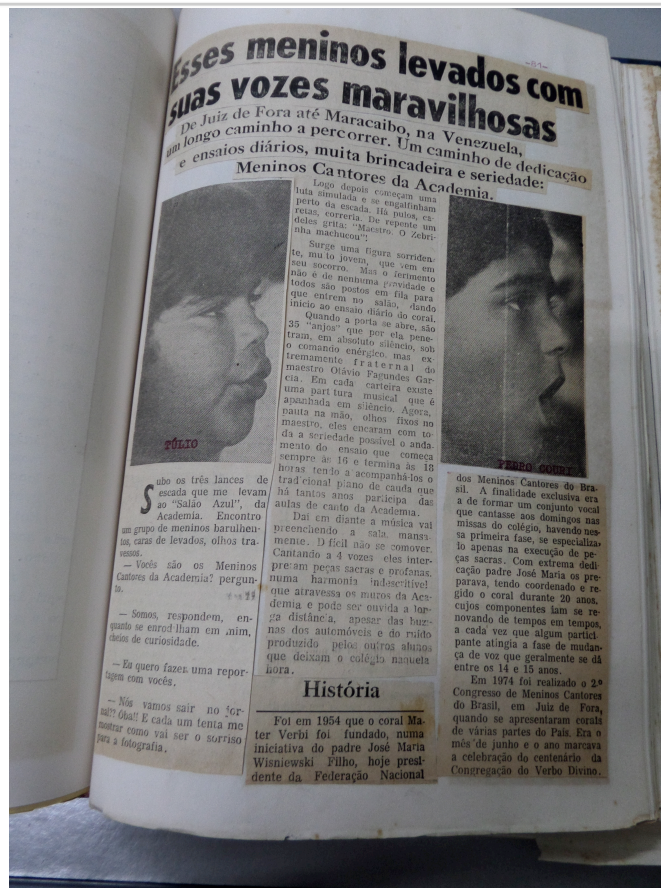 -51-
Esses meninos levados com
suas vozes maravilhosas
De Juiz de Fora até Maracaibo, na Venezuela,
um longo caminho a percorrer. Um caminho de dedicação
e ensaios diários, muita brincadeira e seriedade:
Meninos Cantores da Academia.
TÚLIO
Subo os três lances de
escada que me levam
ao "Salão Azul", da
Academia. Encontro
um grupo de meninos barulhen-
tos, caras de levados, olhos tra-
vessos.
— Vocês são os Meninos
Cantores da Academia? pergun-
to.
— Somos, respondem, en-
quanto se enrodilham em mim,
cheios de curiosidade.
— Eu quero fazer uma repor-
tagem com vocês.
— Nós vamos sair no jor-
nal?? Oba!! E cada um tenta me
mostrar como vai ser o sorriso
para a fotografia.
Logo depois começam uma
luta simulada e se engalfinham
perto da escada. Há pulos, ca-
retas, correria. De repente um
deles grita: "Maestro. O Zebri-
nha machucou"!
Surge uma figura sorriden-
te, muito jovem, que vem em
seu socorro. Mas o ferimento
não é de nenhuma gravidade e
todos são postos em fila para
que entrem no salão, dando
início ao ensaio diário do coral.
Quando a porta se abre, são
35 "anjos" que por ela pene-
tram, em absoluto silêncio, sob
o comando enérgico, mas ex-
tremamente fraternal do
maestro Olávio Fagundes Gar-
cia. Em cada carteira existe
uma partitura musical que é
apanhada em silêncio. Agora,
pauta na mão, olhos fixos no
maestro, eles encaram com to-
da a seriedade possível o anda-
mento do ensaio que começa
sempre às 16 e termina às 18
horas, tendo a acompanhá-los o
tradicional piano de cauda que
há tantos anos participa das
aulas de canto da Academia.
Daí em diante a música vai
preenchendo a sala, mansa-
mente. Difícil não se comover.
Cantando a 4 vozes eles inter-
pretam peças sacras e profanas,
numa harmonia indescritível
que atravessa os muros da Aca-
demia e pode ser ouvida a lon-
ga distância, apesar das buzi-
nas dos automóveis e do ruído
produzido pelos outros alunos
que deixam o colégio naquela
hora.
História
Foi em 1954 que o coral Ma-
ter Verbi foi fundado, numa
iniciativa do padre José Maria
Wisniewski Filho, hoje presi-
dente da Federação Nacional
PEDRO COURI
dos Meninos Cantores do Bra-
sil. A finalidade exclusiva era
a de formar um conjunto vocal
que cantasse aos domingos nas
missas do colégio, havendo nes-
sa primeira fase, se especializa-
do apenas na execução de pe-
ças sacras. Com extrema dedi-
cação padre José Maria os pre-
parava, tendo coordenado e re-
gido o coral durante 20 anos,
cujos componentes iam se re-
novando de tempos em tempos,
a cada vez que algum partici-
pante atingia a fase de mudan-
ça de voz que geralmente se dá
entre os 14 e 15 anos.
Em 1974 foi realizado o 2.º
Congresso de Meninos Cantores
do Brasil, em Juiz de Fora,
quando se apresentaram corais
de várias partes do País. Era o
mês de junho e o ano marcava
a celebração do centenário da
Congregação do Verbo Divino.